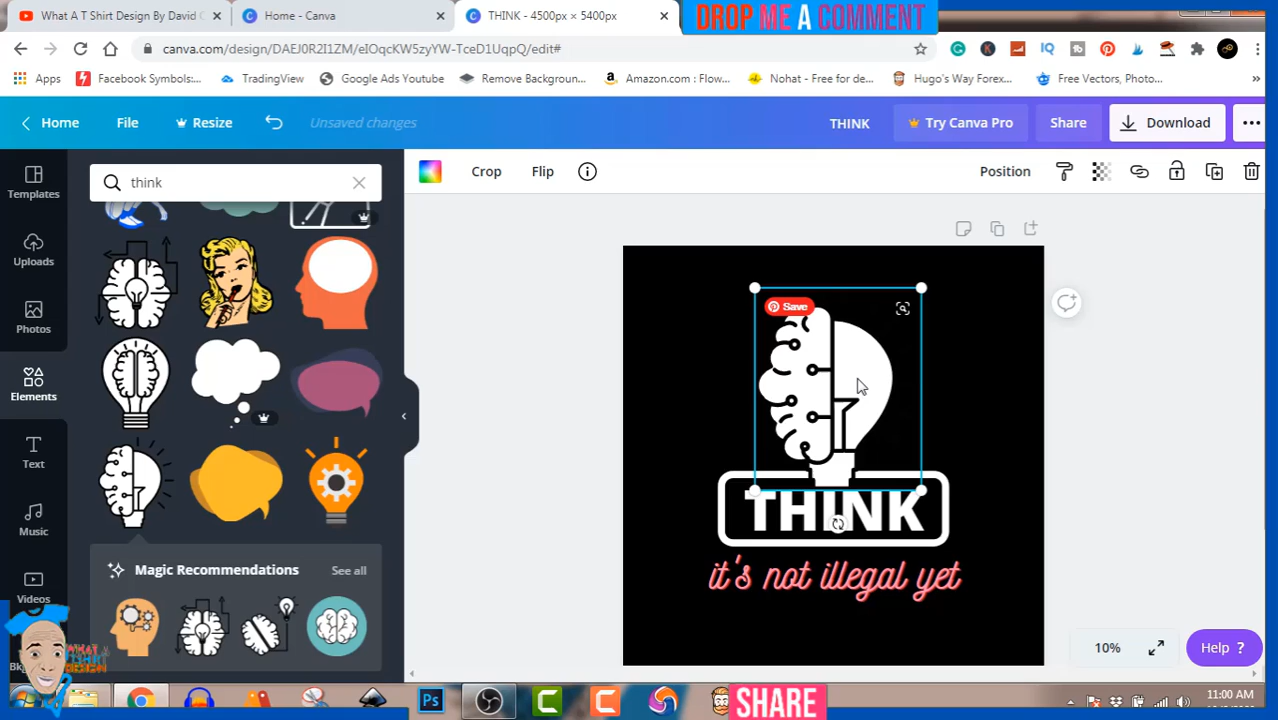 DROP ME A COMMENT
What A T Shirt Design By David C
Home - Canva
THINK - 4500px × 5400px
canva.com/design/DAEJ0R2I1ZM/eIOqcKW5zyYW-TceD1UqpQ/edit#
Apps
Facebook Symbols:...
TradingView
Google Ads Youtube
Remove Backgroun...
Amazon.com : Flow...
Nohat - Free for de...
Hugo's Way Forex...
Free Vectors, Photo...
Home
File
Resize
Unsaved changes
THINK
Try Canva Pro
Share
Download
Templates
think
Crop
Flip
Position
Uploads
Photos
Save
Elements
Text
THINK
Music
it's not illegal yet
Magic Recommendations
See all
Videos
10%
Help ?
WHAT A
T SHIRT
DESIGN
Ps
SHARE
11:00 AM